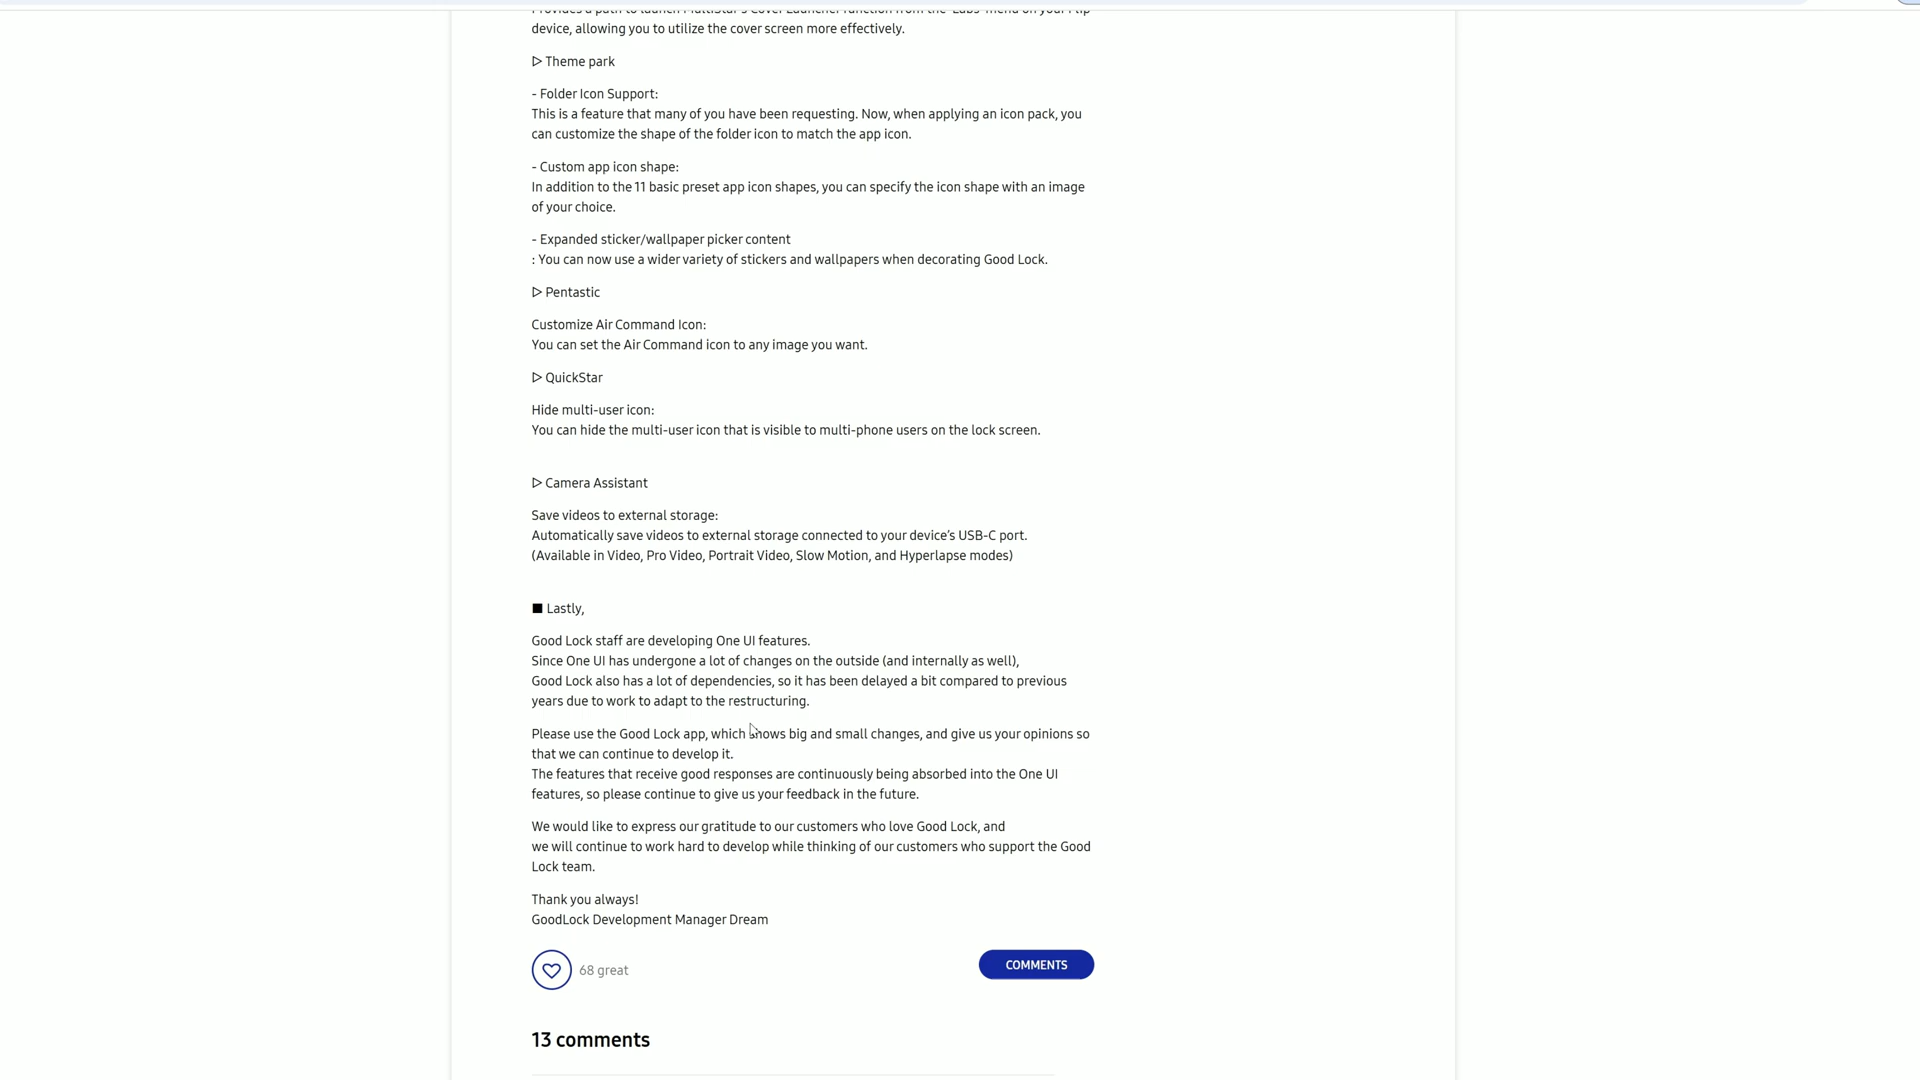 Provides a path to launch MultiStar's Cover Launcher function from the 'Labs' menu on your Flip
device, allowing you to utilize the cover screen more effectively.
▷ Theme park
- Folder Icon Support:
This is a feature that many of you have been requesting. Now, when applying an icon pack, you
can customize the shape of the folder icon to match the app icon.
- Custom app icon shape:
In addition to the 11 basic preset app icon shapes, you can specify the icon shape with an image
of your choice.
- Expanded sticker/wallpaper picker content
: You can now use a wider variety of stickers and wallpapers when decorating Good Lock.
▷ Pentastic
Customize Air Command Icon:
You can set the Air Command icon to any image you want.
▷ QuickStar
Hide multi-user icon:
You can hide the multi-user icon that is visible to multi-phone users on the lock screen.
▷ Camera Assistant
Save videos to external storage:
Automatically save videos to external storage connected to your device's USB-C port.
(Available in Video, Pro Video, Portrait Video, Slow Motion, and Hyperlapse modes)
■ Lastly,
Good Lock staff are developing One UI features.
Since One UI has undergone a lot of changes on the outside (and internally as well),
Good Lock also has a lot of dependencies, so it has been delayed a bit compared to previous
years due to work to adapt to the restructuring.
Please use the Good Lock app, which shows big and small changes, and give us your opinions so
that we can continue to develop it.
The features that receive good responses are continuously being absorbed into the One UI
features, so please continue to give us your feedback in the future.
We would like to express our gratitude to our customers who love Good Lock, and
we will continue to work hard to develop while thinking of our customers who support the Good
Lock team.
Thank you always!
GoodLock Development Manager Dream
68 great
COMMENTS
13 comments